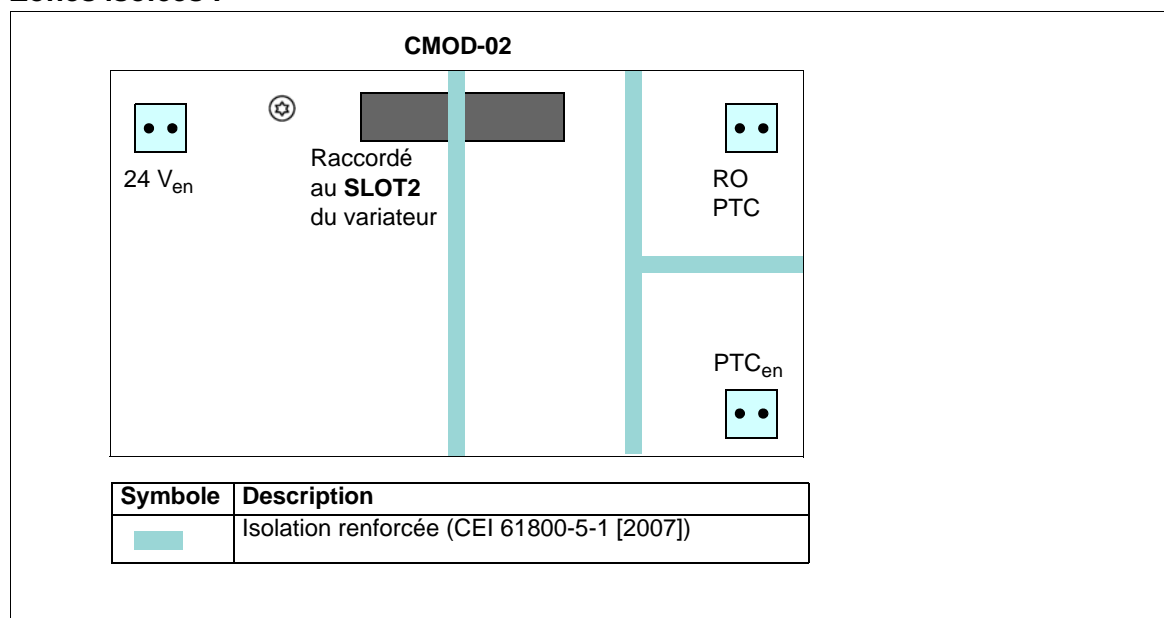 CMOD-02
24 Ven
Raccordé
au SLOT2
du variateur
RO
PTC
PTCen
Symbole Description
Isolation renforcée (CEI 61800-5-1 [2007])